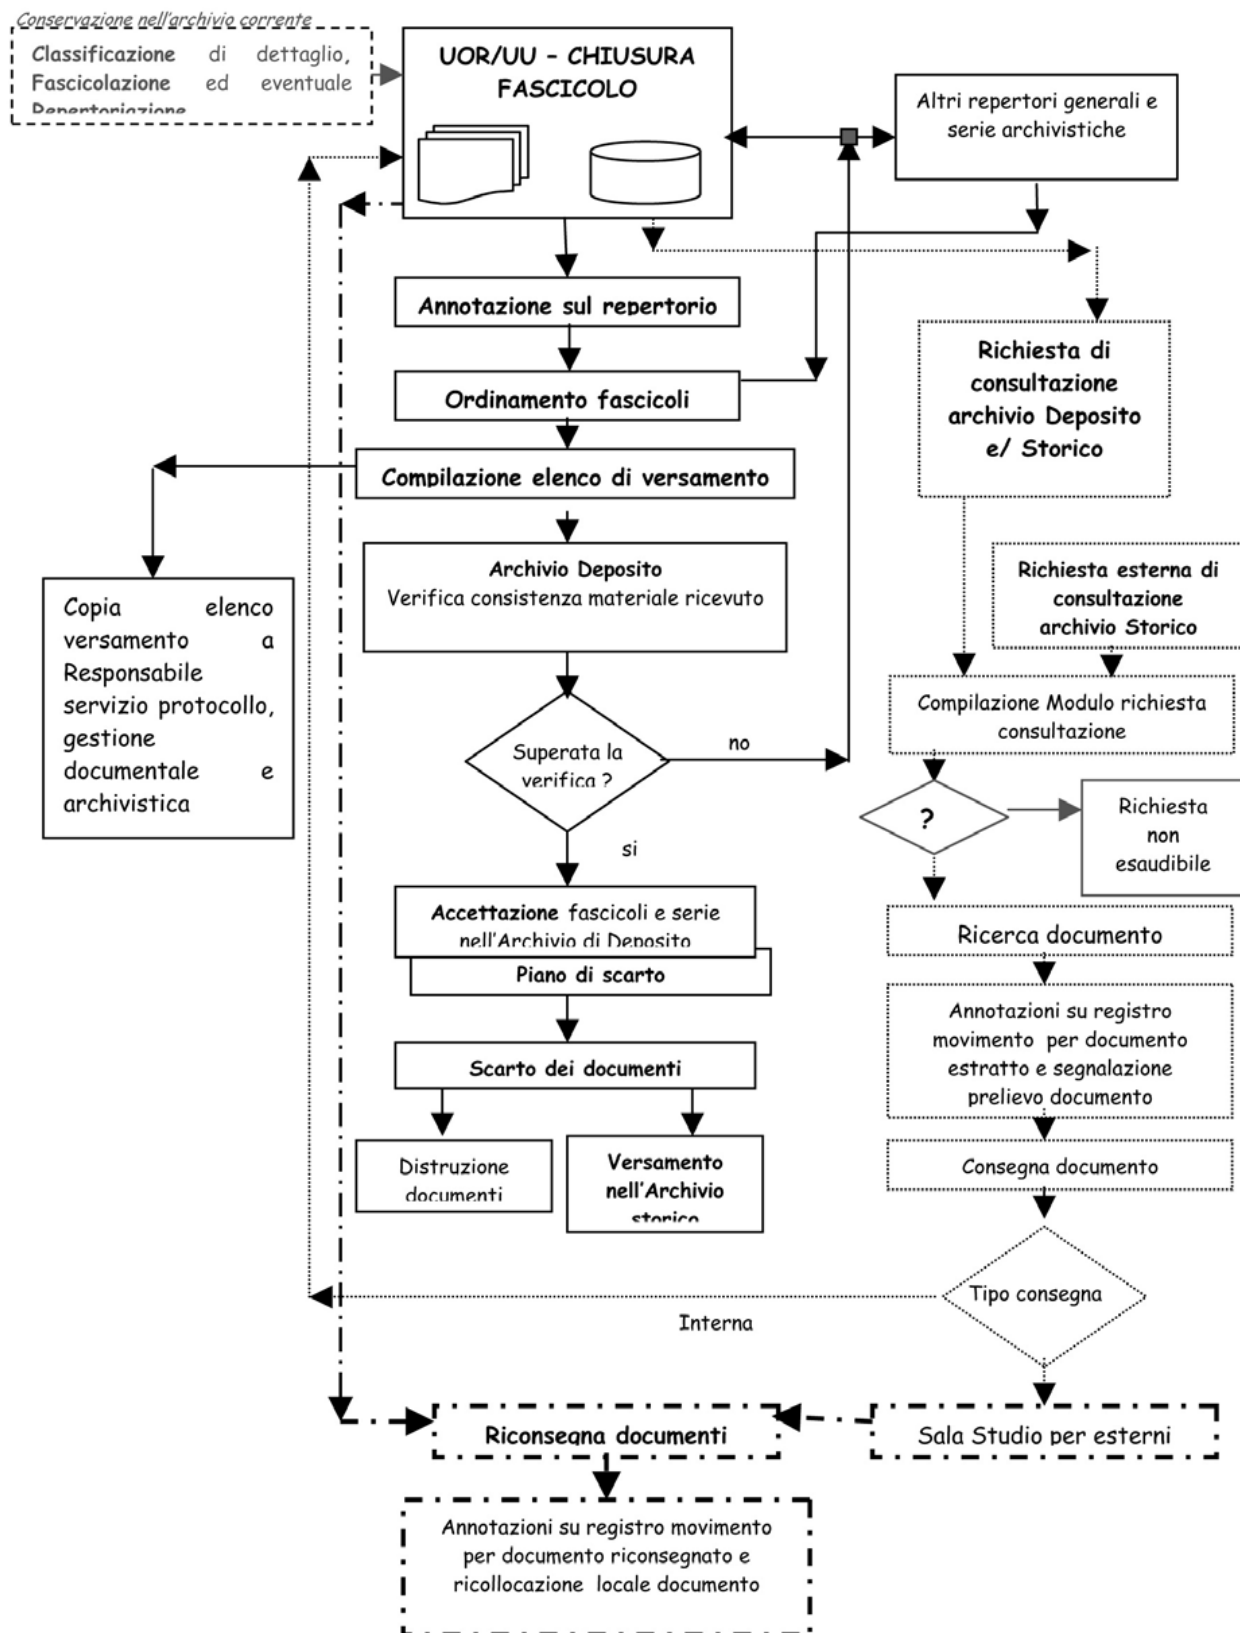 Conservazione nell'archivio corrente
Classificazione di dettaglio,
Fascicolazione ed eventuale
Repertoriazione
UOR/UU – CHIUSURA
FASCICOLO
Altri repertori generali e
serie archivistiche
Annotazione sul repertorio
Ordinamento fascicoli
Compilazione elenco di versamento
Richiesta di
consultazione
archivio Deposito
e/ Storico
Archivio Deposito
Verifica consistenza materiale ricevuto
Richiesta esterna di
consultazione
archivio Storico
Copia elenco
versamento a
Responsabile
servizio protocollo,
gestione
documentale e
archivistica
Compilazione Modulo richiesta
consultazione
Superata la
verifica ?
no
si
?
Richiesta
non
esaudibile
Accettazione fascicoli e serie
nell'Archivio di Deposito
Piano di scarto
Ricerca documento
Annotazioni su registro
movimento per documento
estratto e segnalazione
prelievo documento
Scarto dei documenti
Distruzione
documenti
Versamento
nell'Archivio
storico
Consegna documento
Tipo consegna
Interna
Riconsegna documenti
Sala Studio per esterni
Annotazioni su registro movimento
per documento riconsegnato e
ricollocazione locale documento